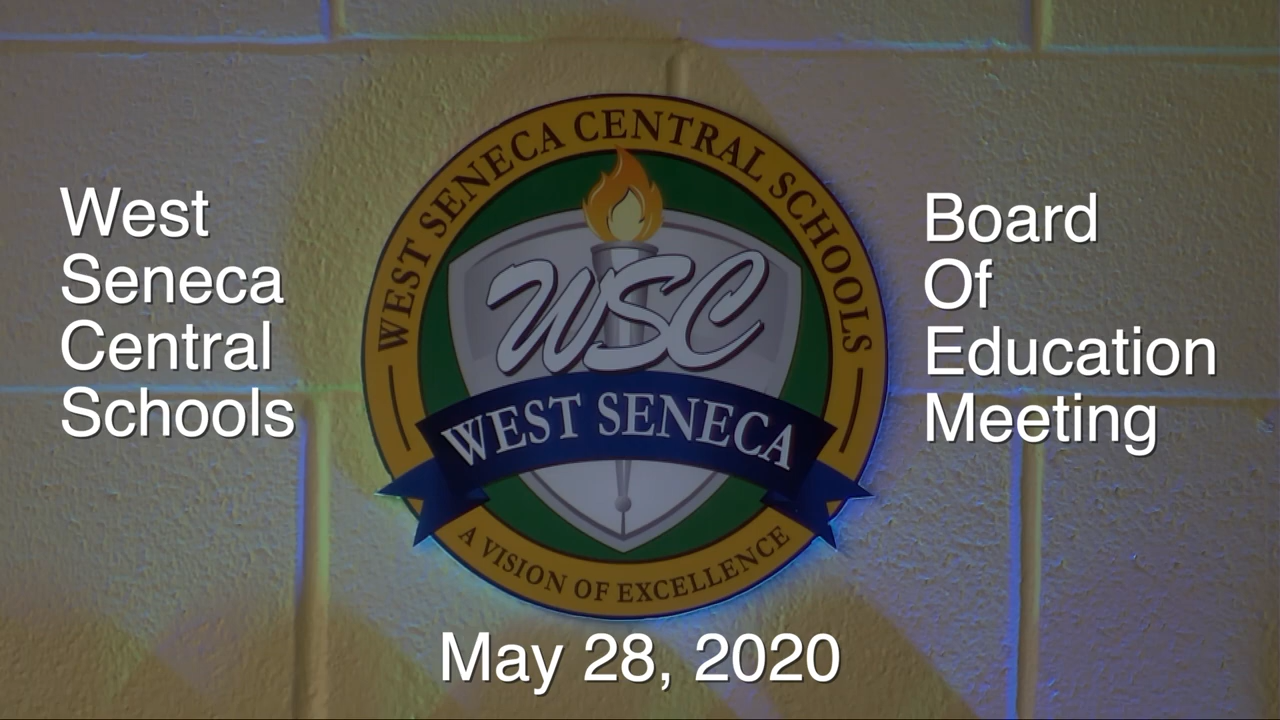 West
Seneca
Central
Schools
WEST SENECA CENTRAL SCHOOLS
WSC
WEST SENECA
A VISION OF EXCELLENCE
Board
Of
Education
Meeting
May 28, 2020